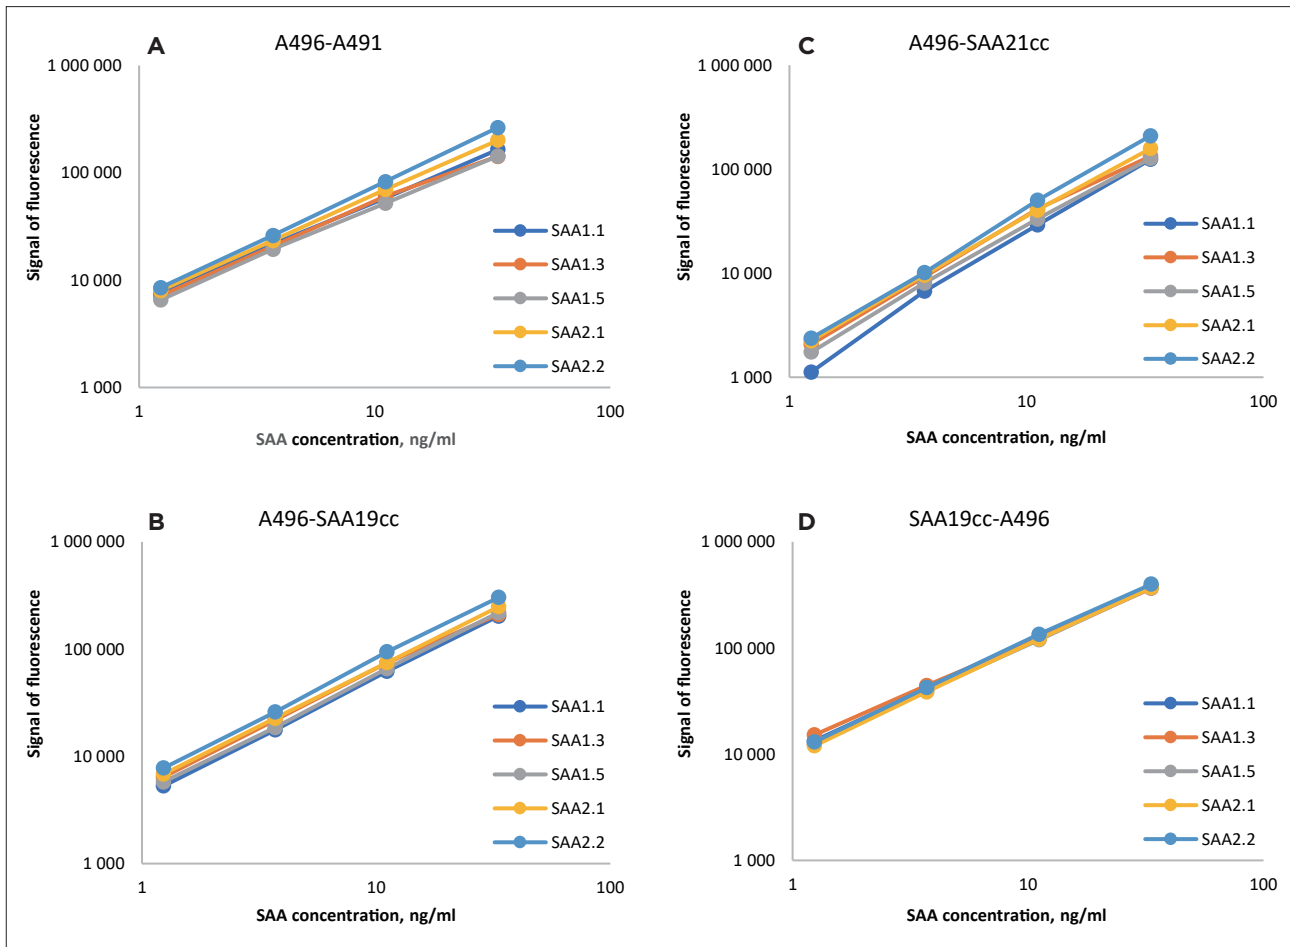 A
A496-A491
1 000 000
100 000
10 000
1 000
Signal of fluorescence
1
10
100
SAA concentration, ng/ml
SAA1.1
SAA1.3
SAA1.5
SAA2.1
SAA2.2
C
A496-SAA21cc
1 000 000
100 000
10 000
1 000
Signal of fluorescence
1
10
100
SAA concentration, ng/ml
SAA1.1
SAA1.3
SAA1.5
SAA2.1
SAA2.2
B
A496-SAA19cc
1 000 000
100 000
10 000
1 000
Signal of fluorescence
1
10
100
SAA concentration, ng/ml
SAA1.1
SAA1.3
SAA1.5
SAA2.1
SAA2.2
D
SAA19cc-A496
1 000 000
100 000
10 000
1 000
Signal of fluorescence
1
10
100
SAA concentration, ng/ml
SAA1.1
SAA1.3
SAA1.5
SAA2.1
SAA2.2